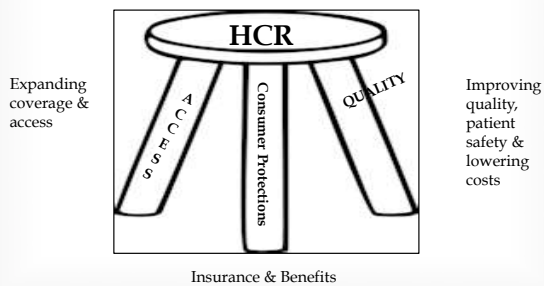 HCR
Expanding
coverage &
access
ACCESS
Consumer Protections
QUALITY
Improving
quality,
patient
safety &
lowering
costs
Insurance & Benefits